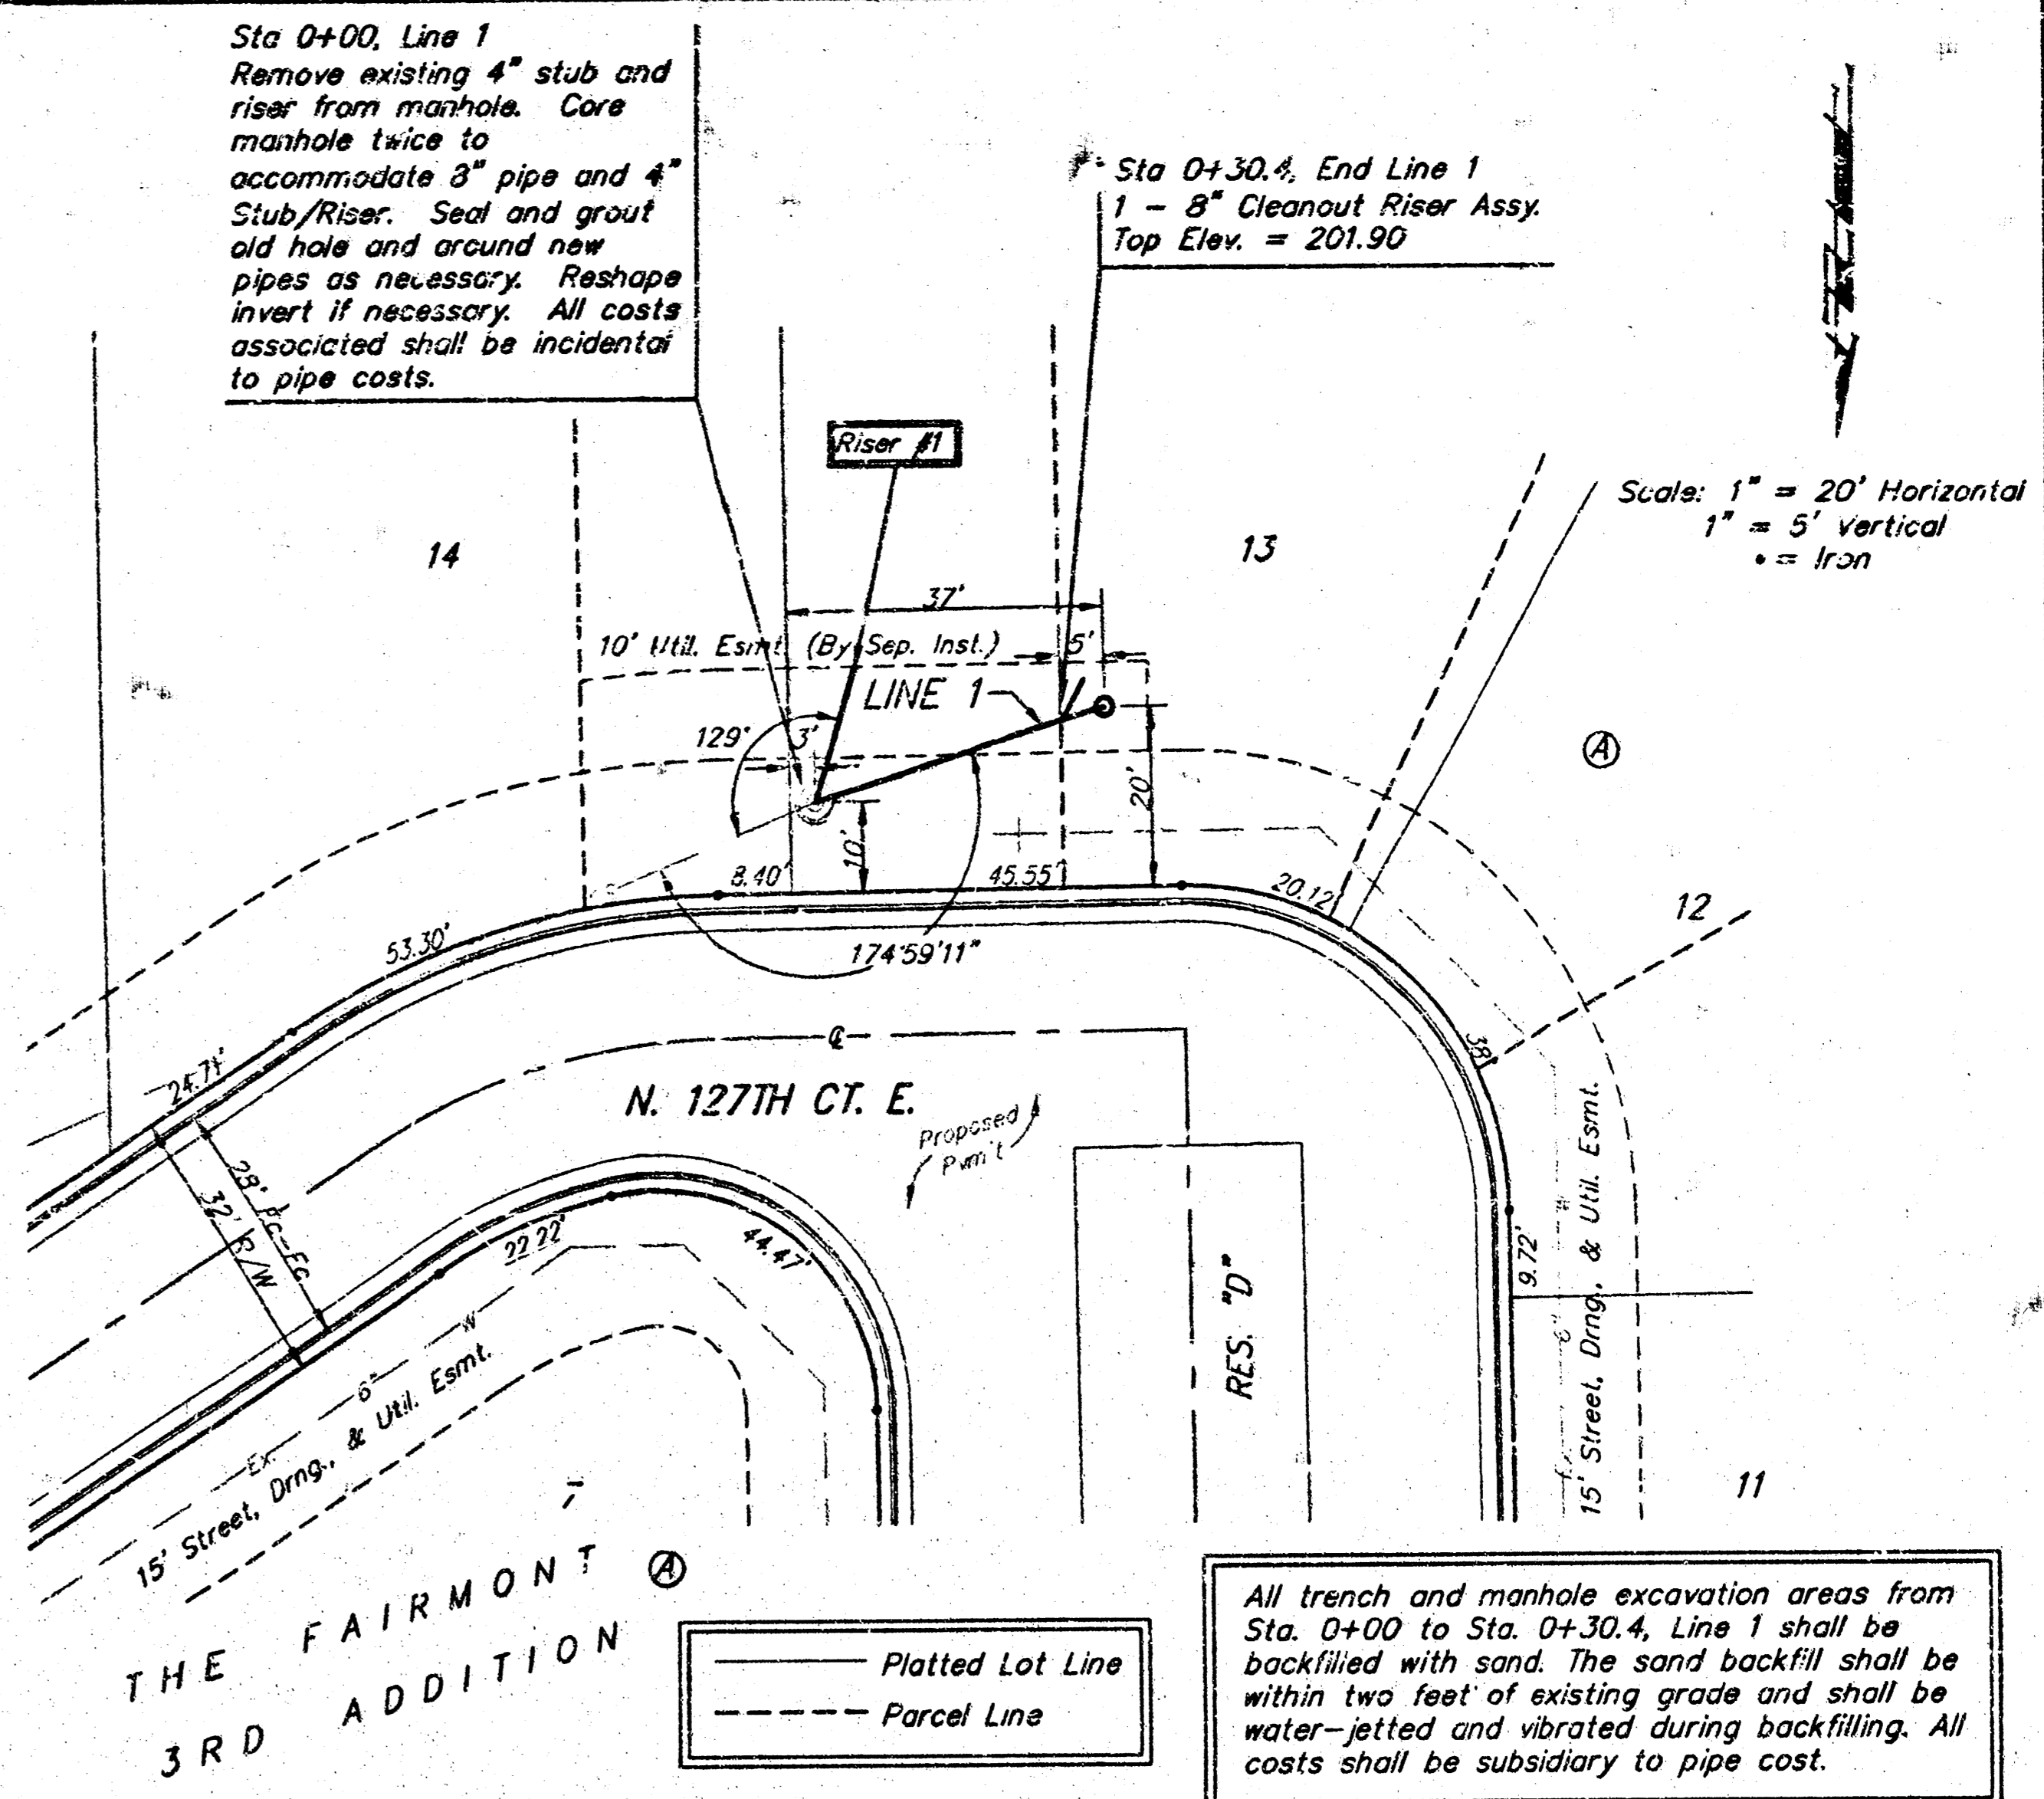 Sta 0+00, Line 1
Remove existing 4" stub and
riser from manhole. Core
manhole twice to
accommodate 8" pipe and 4"
Stub/Riser. Seal and grout
old hole and around new
pipes as necessary. Reshape
invert if necessary. All costs
associated shall be incidental
to pipe costs.
Sta 0+30.4, End Line 1
1 - 8" Cleanout Riser Assy.
Top Elev. = 201.90
Riser #1
Scale: 1" = 20' Horizontal
1" = 5' Vertical
• = Iron
14
13
37'
10' Util. Esmt. (By Sep. Inst.)
5'
LINE 1
129°
3'
A
20'
10'
8.40'
45.55'
20.12'
12
53.30'
174°59'11"
38
24.74'
℄
N. 127TH CT. E.
Proposed
Pvm't
15' Street, Drng., & Util. Esmt.
28' Fc-Fc
32' R/W
22.22'
44.47'
9.72'
RES. "D"
6"
W
Ex. 6" W
15' Street, Drng., & Util. Esmt.
11
THE FAIRMONT
3RD ADDITION
A
Platted Lot Line
Parcel Line
All trench and manhole excavation areas from
Sta. 0+00 to Sta. 0+30.4, Line 1 shall be
backfilled with sand. The sand backfill shall be
within two feet of existing grade and shall be
water-jetted and vibrated during backfilling. All
costs shall be subsidiary to pipe cost.